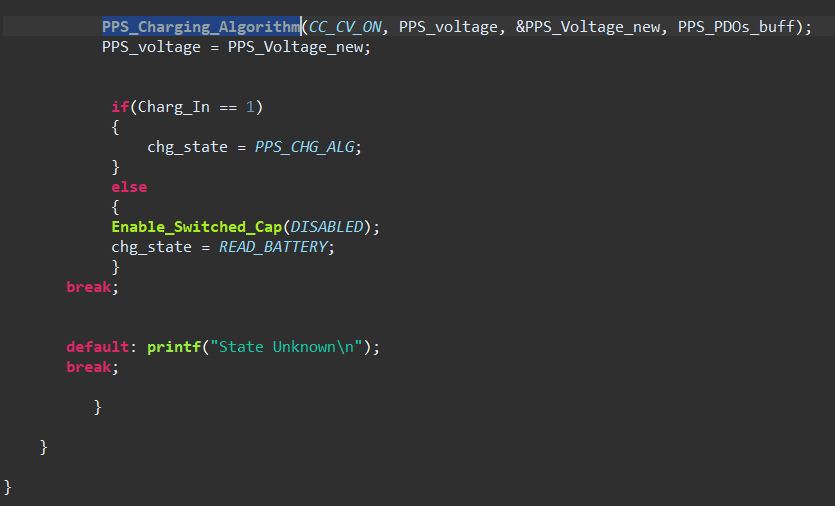 PPS_Charging_Algorithm(CC_CV_ON, PPS_voltage, &PPS_Voltage_new, PPS_PDOs_buff);
PPS_voltage = PPS_Voltage_new;
if(Charg_In == 1)
{
chg_state = PPS_CHG_ALG;
}
else
{
Enable_Switched_Cap(DISABLED);
chg_state = READ_BATTERY;
}
break;
default: printf("State Unknown\n");
break;
}
}
}